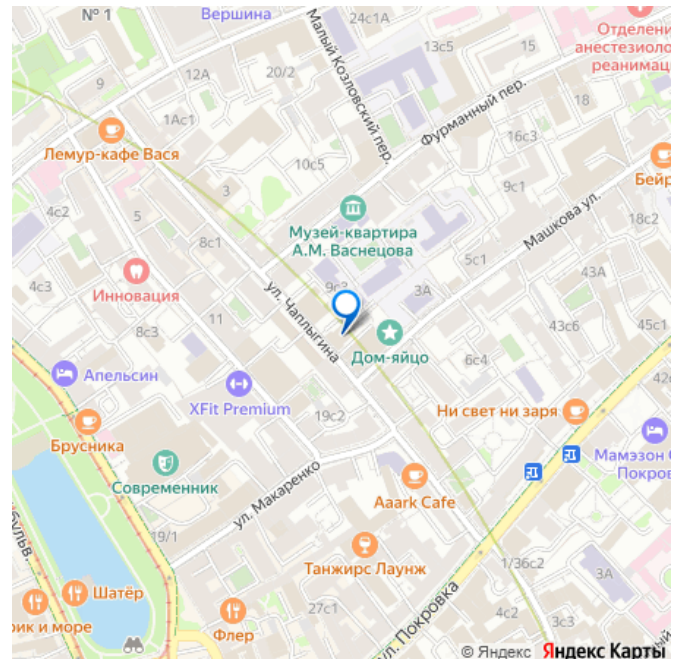 № 1
Вершина
24с1А
Отделени
анестезиоло
реанимац
13с5
15
Малый Козловский пер.
9
12А
20/2
Фурманный пер.
18
1Ас1
16с3
Лемур-кафе Вася
10с5
Бейр
3
9с1
4с2
5
Музей-квартира
А.М. Васнецова
Машкова ул.
18с2
8с1
5с1
4с3
Инновация
9с3
3А
43А
ул. Чаплыгина
8с3
11
Дом-яйцо
43с6
45с1
6с4
Апельсин
42
XFit Premium
19с2
Ни свет ни заря
Брусника
Мамэзон
Покров
Современник
ул. Макаренко
Aaark Cafe
19/1
бульв.
Танжирс Лаунж
1/36с2
3А
Шатёр
27с1
ул. Покровка
рик и море
Флер
4с2
3с2
© Яндекс Яндекс Карты